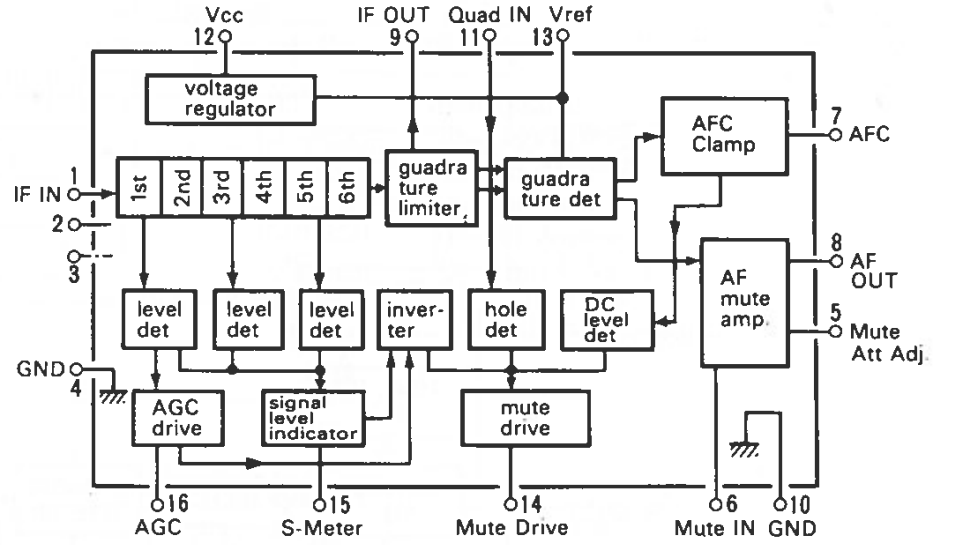 Vcc
IF OUT
Quad IN
Vref
12
9
11
13
voltage
regulator
AFC
Clamp
7
AFC
1
IF IN
1st
2nd
3rd
4th
5th
6th
guadra
ture
limiter
guadra
ture det
2
3
8
AF
OUT
AF
mute
amp.
level
det
level
det
level
det
inver-
ter
hole
det
DC
level
det
5
Mute
Att Adj.
GND
4
AGC
drive
signal
level
indicator
mute
drive
16
15
14
6
10
AGC
S-Meter
Mute Drive
Mute IN
GND